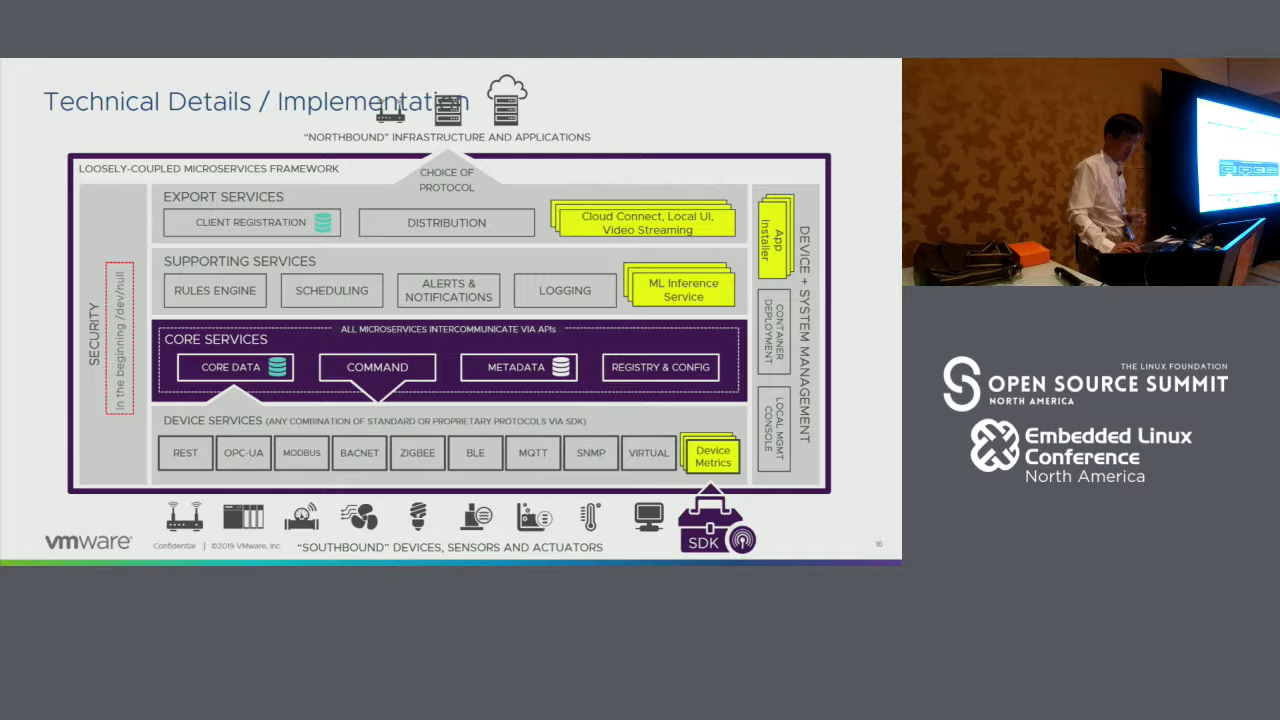 Technical Details / Implementation
"NORTHBOUND" INFRASTRUCTURE AND APPLICATIONS
LOOSELY-COUPLED MICROSERVICES FRAMEWORK
CHOICE OF
PROTOCOL
EXPORT SERVICES
CLIENT REGISTRATION
DISTRIBUTION
Cloud Connect, Local UI,
Video Streaming
SUPPORTING SERVICES
RULES ENGINE
SCHEDULING
ALERTS &
NOTIFICATIONS
LOGGING
ML Inference
Service
ALL MICROSERVICES INTERCOMMUNICATE VIA APIs
CORE SERVICES
CORE DATA
COMMAND
METADATA
REGISTRY & CONFIG
DEVICE SERVICES (ANY COMBINATION OF STANDARD OR PROPRIETARY PROTOCOLS VIA SDK)
REST
OPC-UA
MODBUS
BACNET
ZIGBEE
BLE
MQTT
SNMP
VIRTUAL
Device
Metrics
SECURITY
In the beginning /dev/null
App
Installer
CONTAINER
DEPLOYMENT
LOCAL MGMT
CONSOLE
DEVICE + SYSTEM MANAGEMENT
SDK
"SOUTHBOUND" DEVICES, SENSORS AND ACTUATORS
vmware
Confidential | ©2019 VMware, Inc.
16
THE LINUX FOUNDATION
OPEN SOURCE SUMMIT
NORTH AMERICA
Embedded Linux
Conference
North America